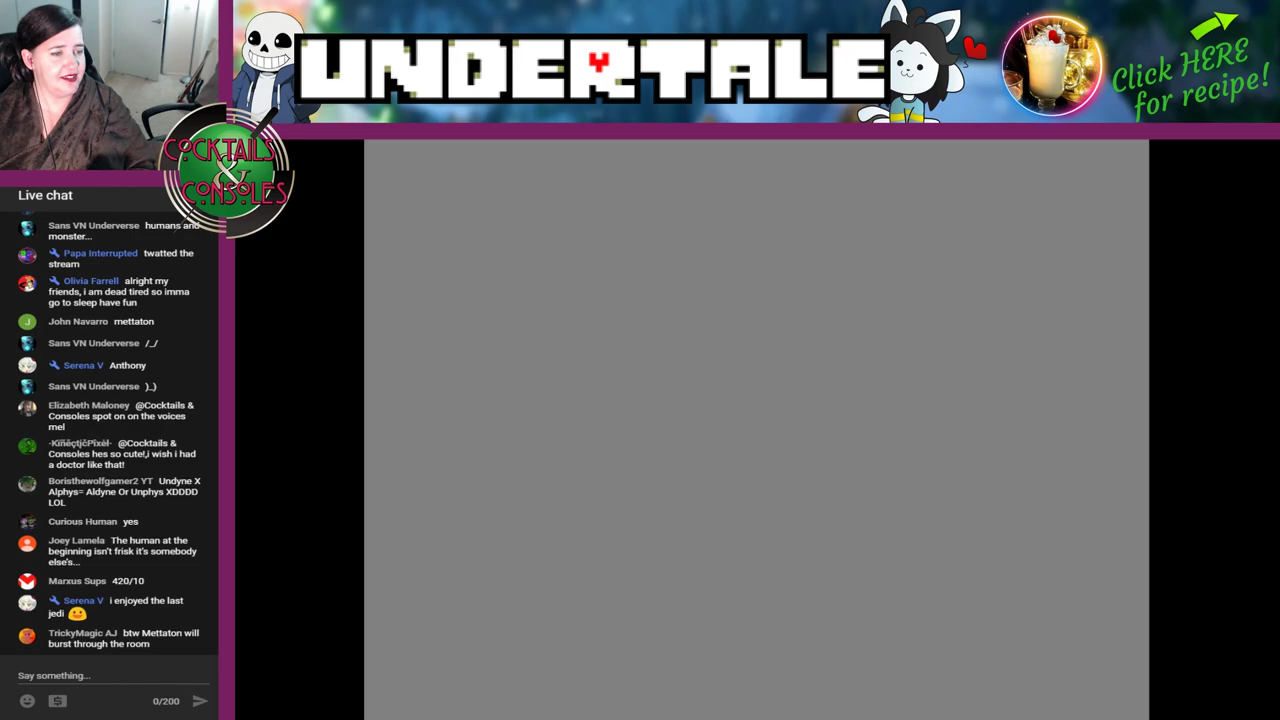 UNDERTALE
Click HERE
for recipe!
COCKTAILS
&
CONSOLES
Live chat
Sans VN Underverse humans and
monster...
Papa Interrupted twatted the
stream
Olivia Farrell alright my
friends, i am dead tired so imma
go to sleep have fun
J John Navarro mettaton
Sans VN Underverse /_/
Serena V Anthony
Sans VN Underverse )_)
Elizabeth Maloney @Cocktails &
Consoles spot on on the voices
mel
@Cocktails &
Consoles hes so cute!,i wish i had
a doctor like that!
Boristhewolfgamer2 YT Undyne X
Alphys= Aldyne Or Unphys XDDDD
LOL
Curious Human yes
Joey Lamela The human at the
beginning isn't frisk it's somebody
else's...
Marxus Sups 420/10
Serena V i enjoyed the last
jedi
TrickyMagic AJ btw Mettaton will
burst through the room
Say something...
0/200